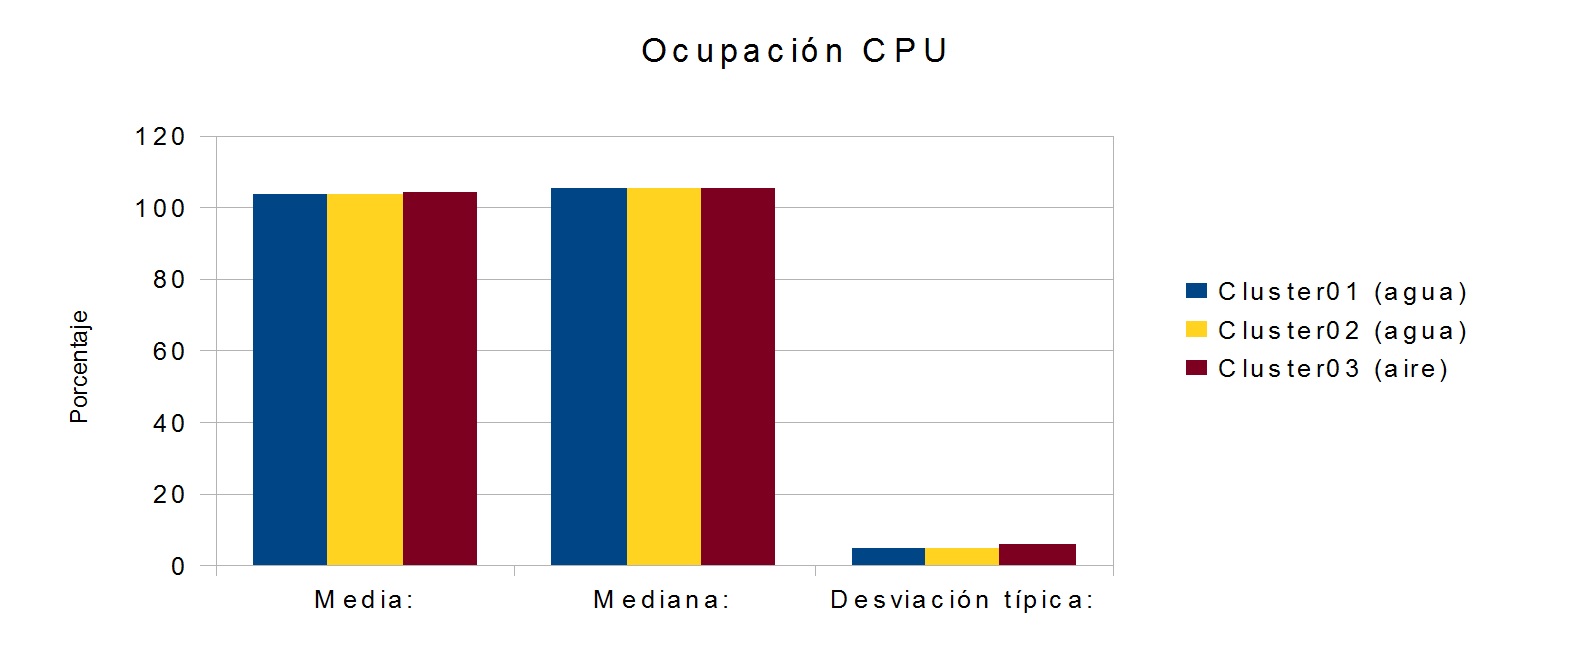 Ocupación CPU
120
100
80
60
40
20
0
Porcentaje
Media:
Mediana:
Desviación típica:
Cluster01 (agua)
Cluster02 (agua)
Cluster03 (aire)